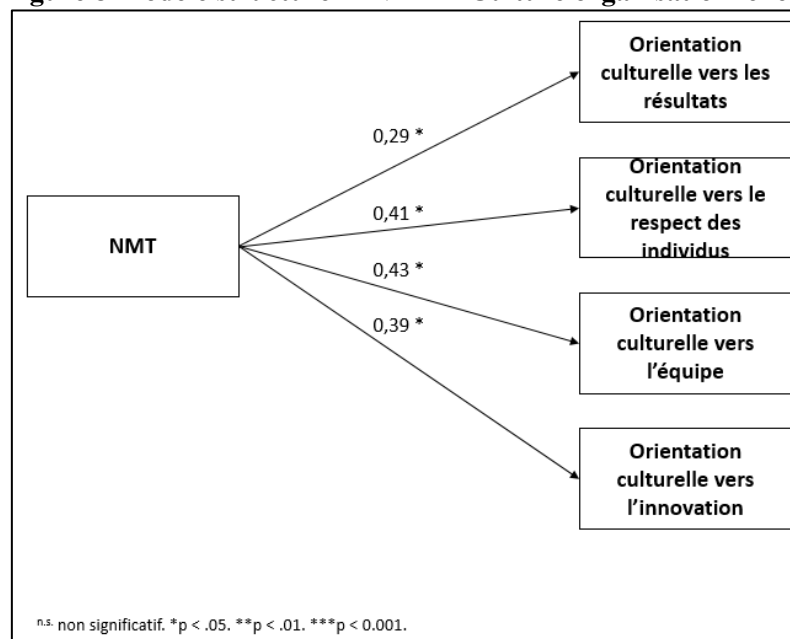 Orientation
culturelle vers les
résultats
0,29 *
Orientation
culturelle vers le
respect des
individus
0,41 *
NMT
0,43 *
Orientation
culturelle vers
l'équipe
0,39 *
Orientation
culturelle vers
l'innovation
n.s. non significatif. *p < .05. **p < .01. ***p < 0.001.